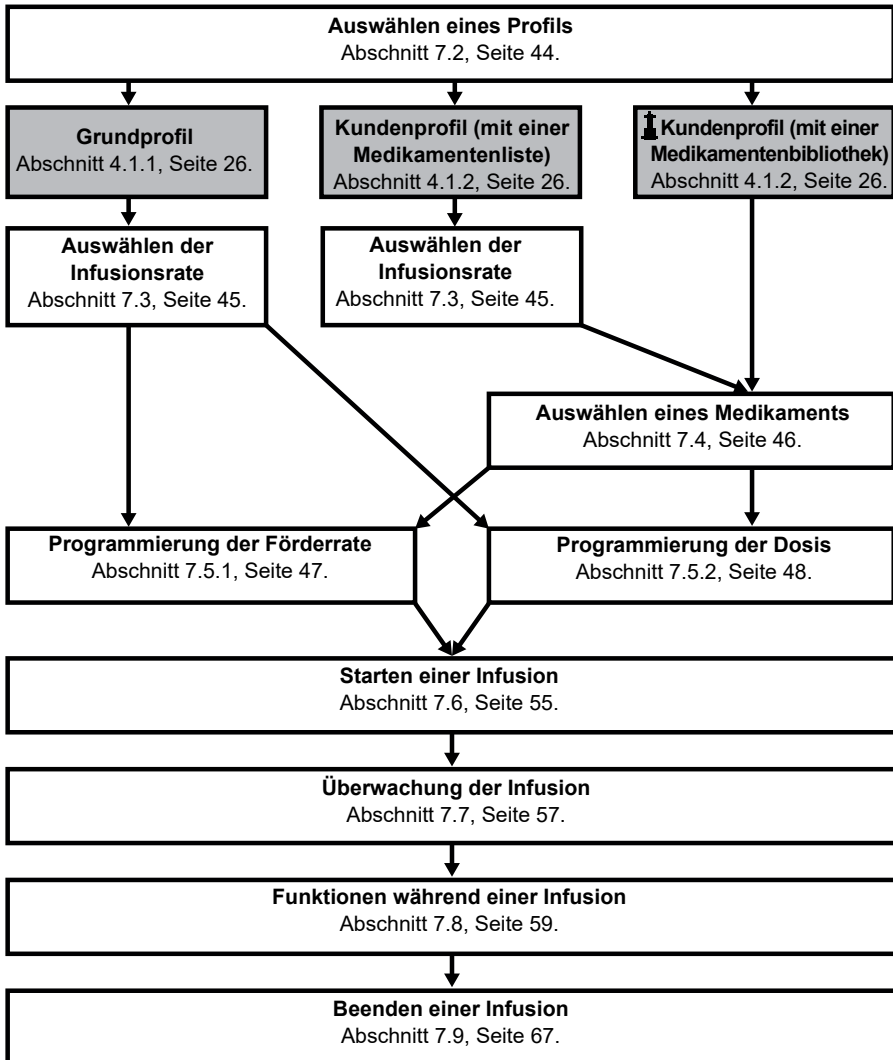 Auswählen eines Profils
Abschnitt 7.2, Seite 44.
Grundprofil
Abschnitt 4.1.1, Seite 26.
Kundenprofil (mit einer
Medikamentenliste)
Abschnitt 4.1.2, Seite 26.
Kundenprofil (mit einer
Medikamentenbibliothek)
Abschnitt 4.1.2, Seite 26.
Auswählen der
Infusionsrate
Abschnitt 7.3, Seite 45.
Auswählen der
Infusionsrate
Abschnitt 7.3, Seite 45.
Auswählen eines Medikaments
Abschnitt 7.4, Seite 46.
Programmierung der Förderrate
Abschnitt 7.5.1, Seite 47.
Programmierung der Dosis
Abschnitt 7.5.2, Seite 48.
Starten einer Infusion
Abschnitt 7.6, Seite 55.
Überwachung der Infusion
Abschnitt 7.7, Seite 57.
Funktionen während einer Infusion
Abschnitt 7.8, Seite 59.
Beenden einer Infusion
Abschnitt 7.9, Seite 67.